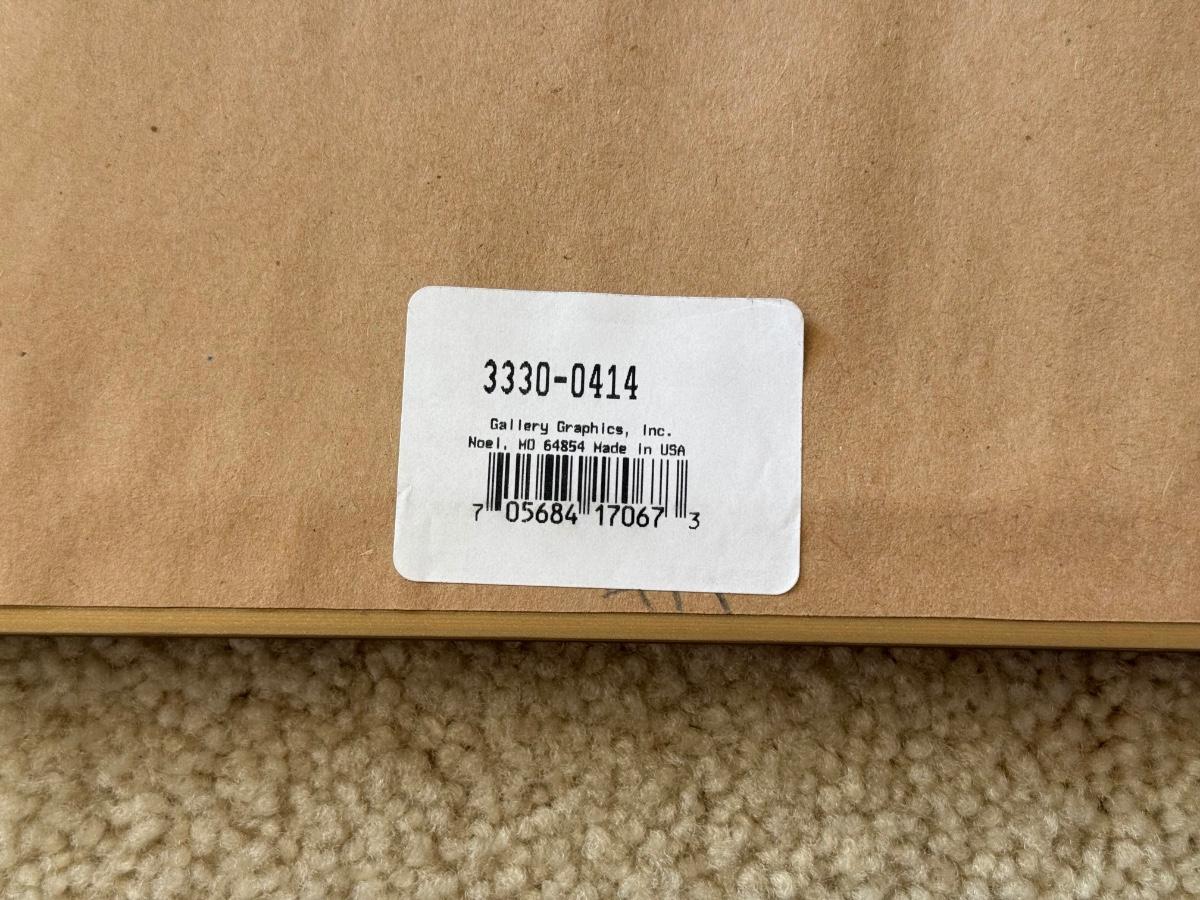 3330-0414
Gallery Graphics, Inc.
Noel, MO 64854 Made in USA
7 05684 17067 3